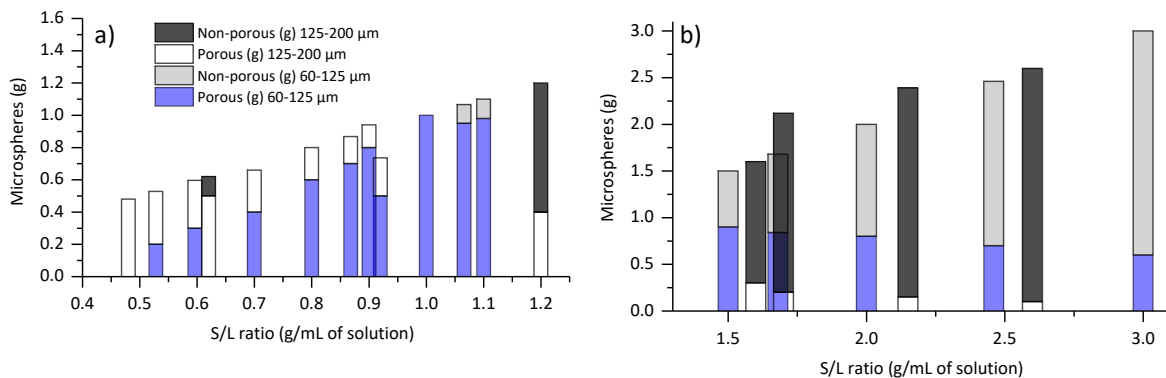 a)
Non-porous (g) 125-200 µm
Porous (g) 125-200 µm
Non-porous (g) 60-125 µm
Porous (g) 60-125 µm
Microspheres (g)
1.6
1.4
1.2
1.0
0.8
0.6
0.4
0.2
0.0
0.4 0.5 0.6 0.7 0.8 0.9 1.0 1.1 1.2
S/L ratio (g/mL of solution)
b)
Microspheres (g)
3.0
2.5
2.0
1.5
1.0
0.5
0.0
1.5 2.0 2.5 3.0
S/L ratio (g/mL of solution)